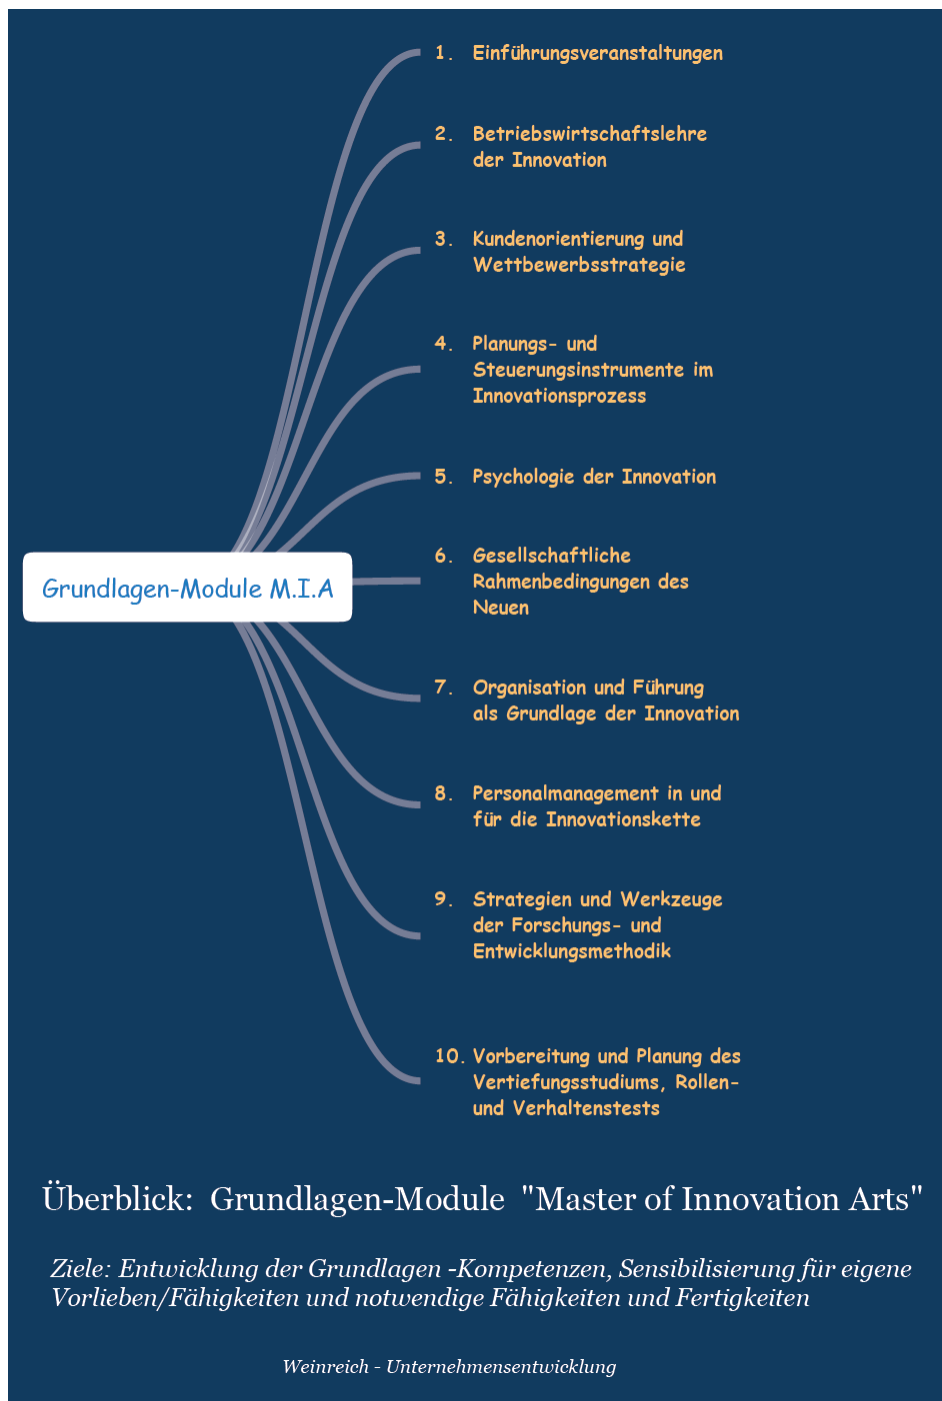 1. Einführungsveranstaltungen
2. Betriebswirtschaftslehre
der Innovation
3. Kundenorientierung und
Wettbewerbsstrategie
4. Planungs- und
Steuerungsinstrumente im
Innovationsprozess
5. Psychologie der Innovation
6. Gesellschaftliche
Rahmenbedingungen des
Neuen
Grundlagen-Module M.I.A
7. Organisation und Führung
als Grundlage der Innovation
8. Personalmanagement in und
für die Innovationskette
9. Strategien und Werkzeuge
der Forschungs- und
Entwicklungsmethodik
10. Vorbereitung und Planung des
Vertiefungsstudiums, Rollen-
und Verhaltenstests
Überblick: Grundlagen-Module "Master of Innovation Arts"
Ziele: Entwicklung der Grundlagen -Kompetenzen, Sensibilisierung für eigene
Vorlieben/Fähigkeiten und notwendige Fähigkeiten und Fertigkeiten
Weinreich - Unternehmensentwicklung